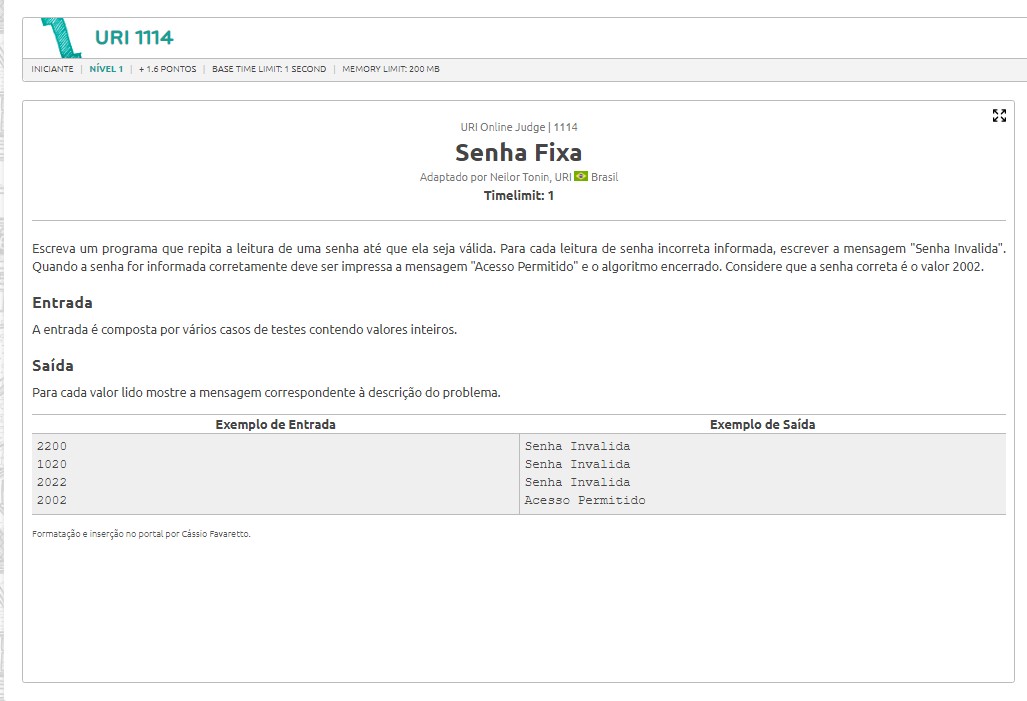 URI 1114
INICIANTE | NÍVEL 1 | + 1.6 PONTOS | BASE TIME LIMIT: 1 SECOND | MEMORY LIMIT: 200 MB
URI Online Judge | 1114
Senha Fixa
Adaptado por Neilor Tonin, URI Brasil
Timelimit: 1
Escreva um programa que repita a leitura de uma senha até que ela seja válida. Para cada leitura de senha incorreta informada, escrever a mensagem "Senha Invalida".
Quando a senha for informada corretamente deve ser impressa a mensagem "Acesso Permitido" e o algoritmo encerrado. Considere que a senha correta é o valor 2002.
Entrada
A entrada é composta por vários casos de testes contendo valores inteiros.
Saída
Para cada valor lido mostre a mensagem correspondente à descrição do problema.
Exemplo de Entrada Exemplo de Saída
2200 Senha Invalida
1020 Senha Invalida
2022 Senha Invalida
2002 Acesso Permitido
Formatação e inserção no portal por Cássio Favaretto.